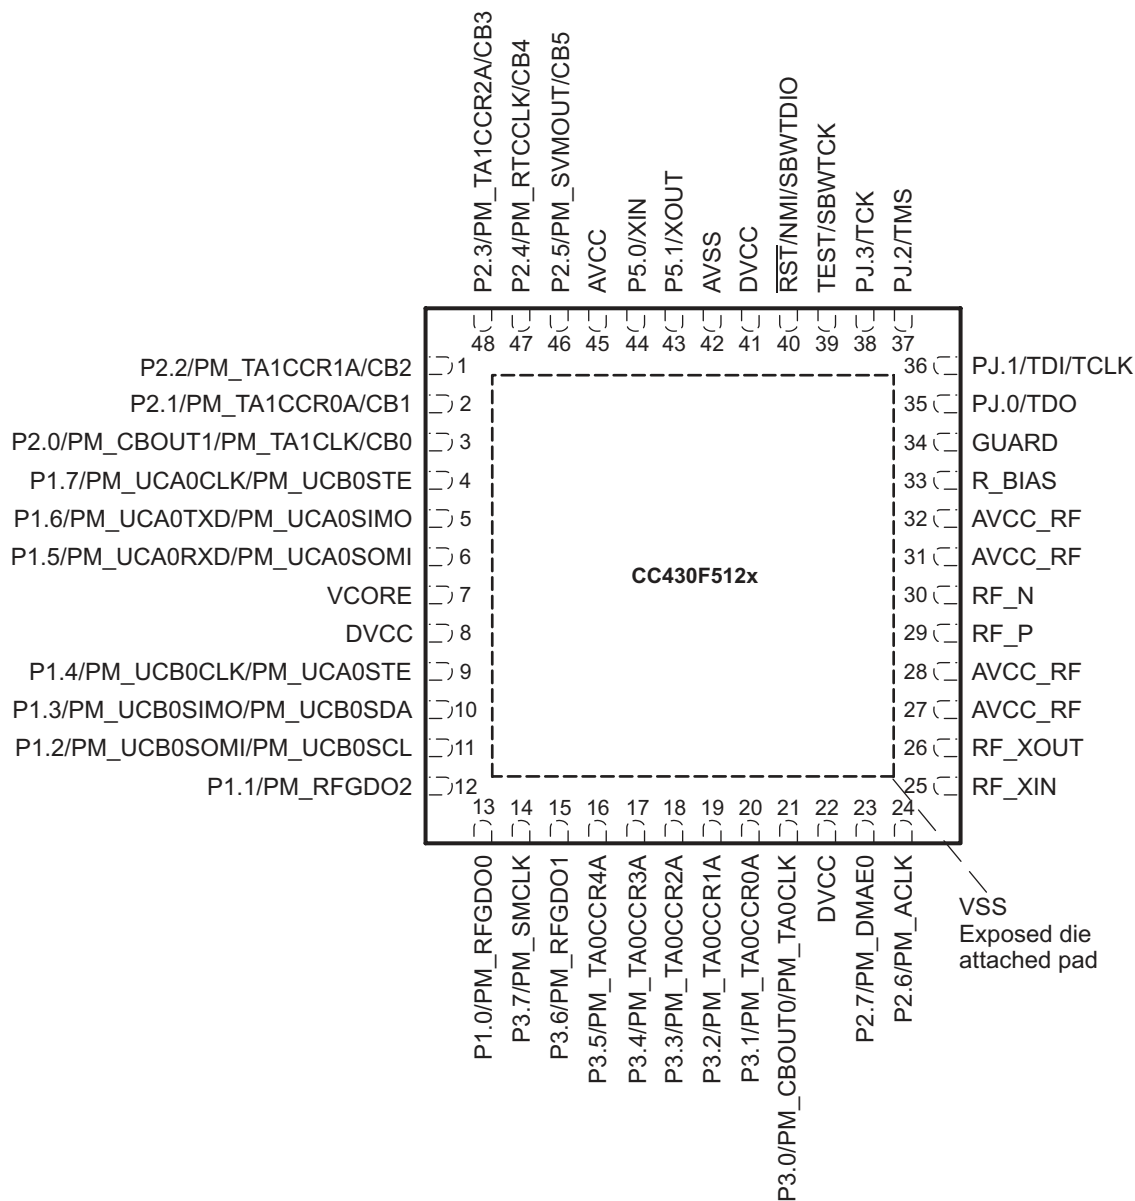 P2.3/PM_TA1CCR2A/CB3
P2.4/PM_RTCCLK/CB4
P2.5/PM_SVMOUT/CB5
AVCC
P5.0/XIN
P5.1/XOUT
AVSS
DVCC
RST/NMI/SBWTDIO
TEST/SBWTCK
PJ.3/TCK
PJ.2/TMS
48 47 46 45 44 43 42 41 40 39 38 37
P2.2/PM_TA1CCR1A/CB2 1
P2.1/PM_TA1CCR0A/CB1 2
P2.0/PM_CBOUT1/PM_TA1CLK/CB0 3
P1.7/PM_UCA0CLK/PM_UCB0STE 4
P1.6/PM_UCA0TXD/PM_UCA0SIMO 5
P1.5/PM_UCA0RXD/PM_UCA0SOMI 6
VCORE 7
DVCC 8
P1.4/PM_UCB0CLK/PM_UCA0STE 9
P1.3/PM_UCB0SIMO/PM_UCB0SDA 10
P1.2/PM_UCB0SOMI/PM_UCB0SCL 11
P1.1/PM_RFGDO2 12
CC430F512x
36 PJ.1/TDI/TCLK
35 PJ.0/TDO
34 GUARD
33 R_BIAS
32 AVCC_RF
31 AVCC_RF
30 RF_N
29 RF_P
28 AVCC_RF
27 AVCC_RF
26 RF_XOUT
25 RF_XIN
13 14 15 16 17 18 19 20 21 22 23 24
P1.0/PM_RFGDO0
P3.7/PM_SMCLK
P3.6/PM_RFGDO1
P3.5/PM_TA0CCR4A
P3.4/PM_TA0CCR3A
P3.3/PM_TA0CCR2A
P3.2/PM_TA0CCR1A
P3.1/PM_TA0CCR0A
P3.0/PM_CBOUT0/PM_TA0CLK
DVCC
P2.7/PM_DMAE0
P2.6/PM_ACLK
VSS
Exposed die
attached pad